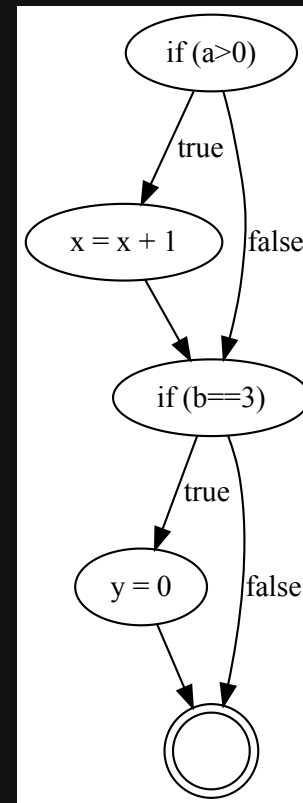 if (a>0)
true
x = x + 1
false
if (b==3)
true
y = 0
false